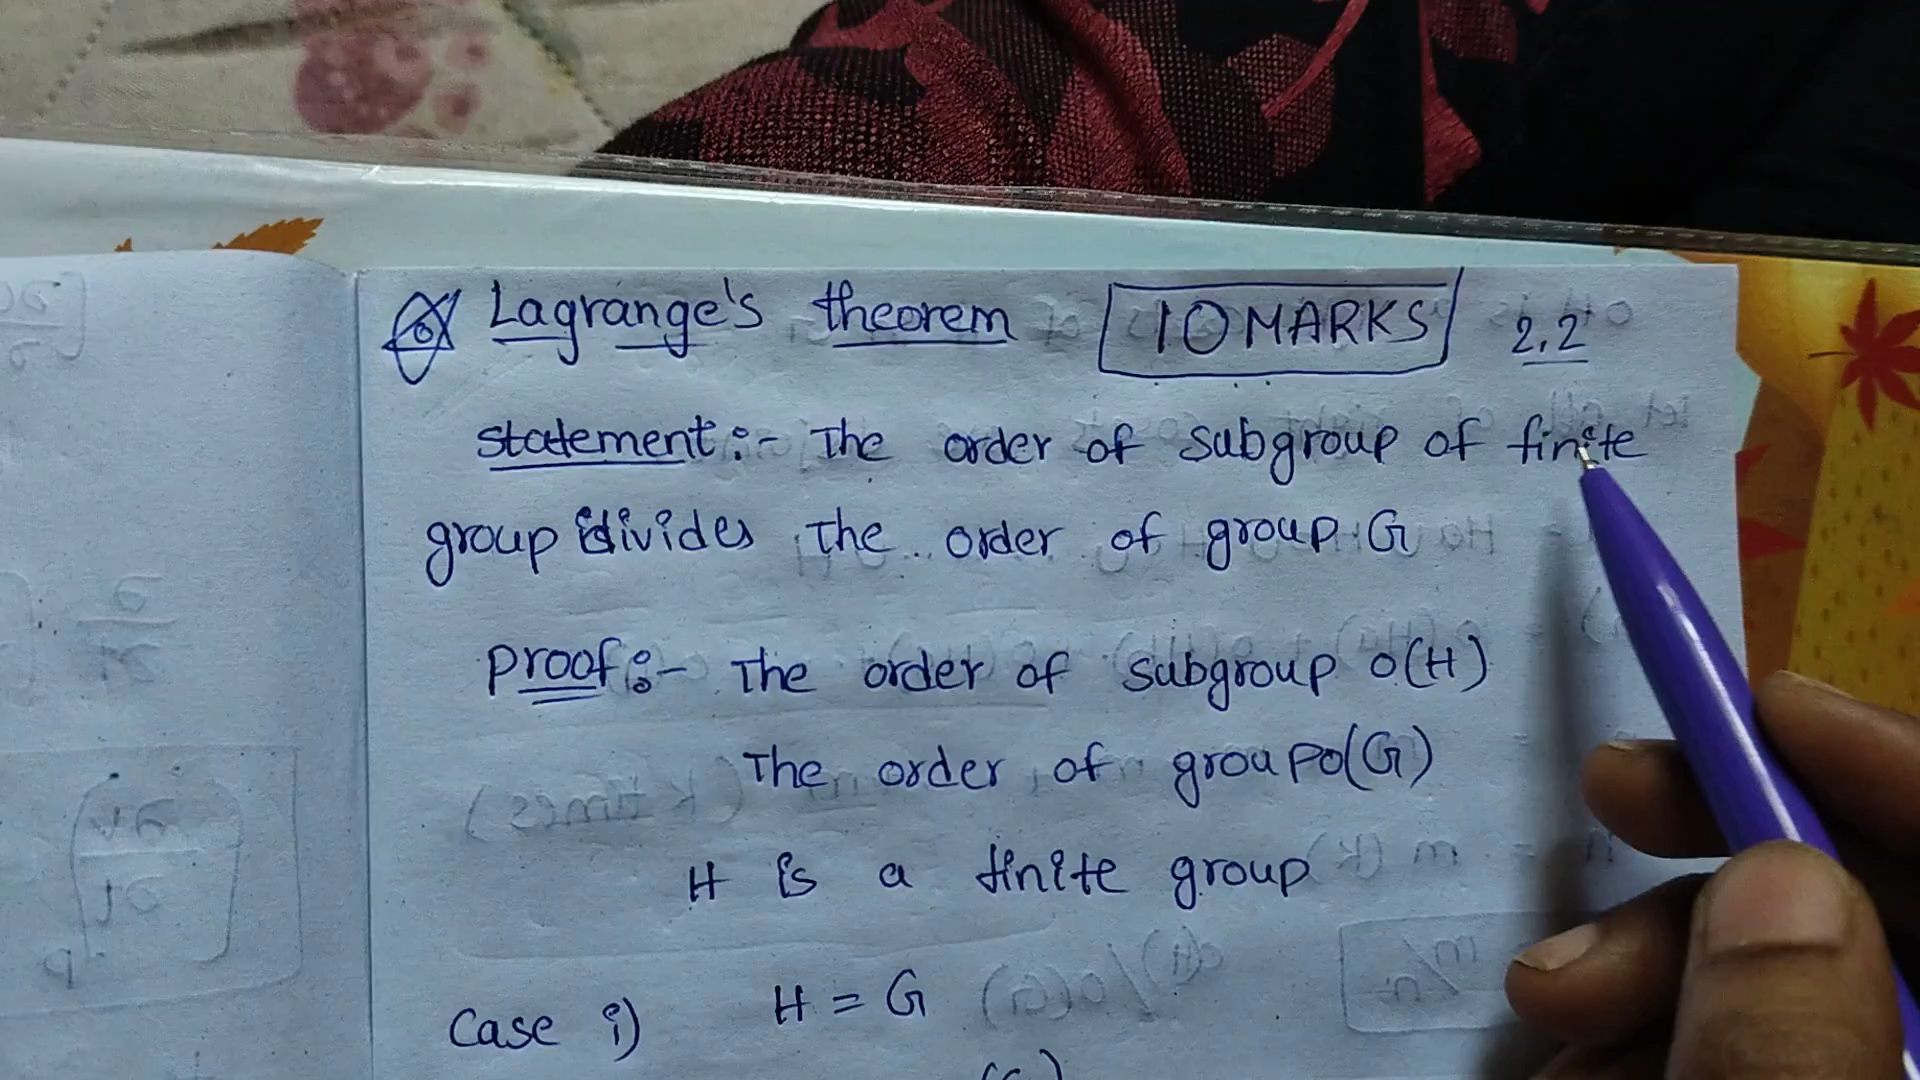 Lagrange's theorem 10 MARKS 2.2
statement:- The order of subgroup of finite
group divides the order of group G
Proof:- The order of subgroup o(H)
The order of group o(G)
H is a finite group
Case i) H = G